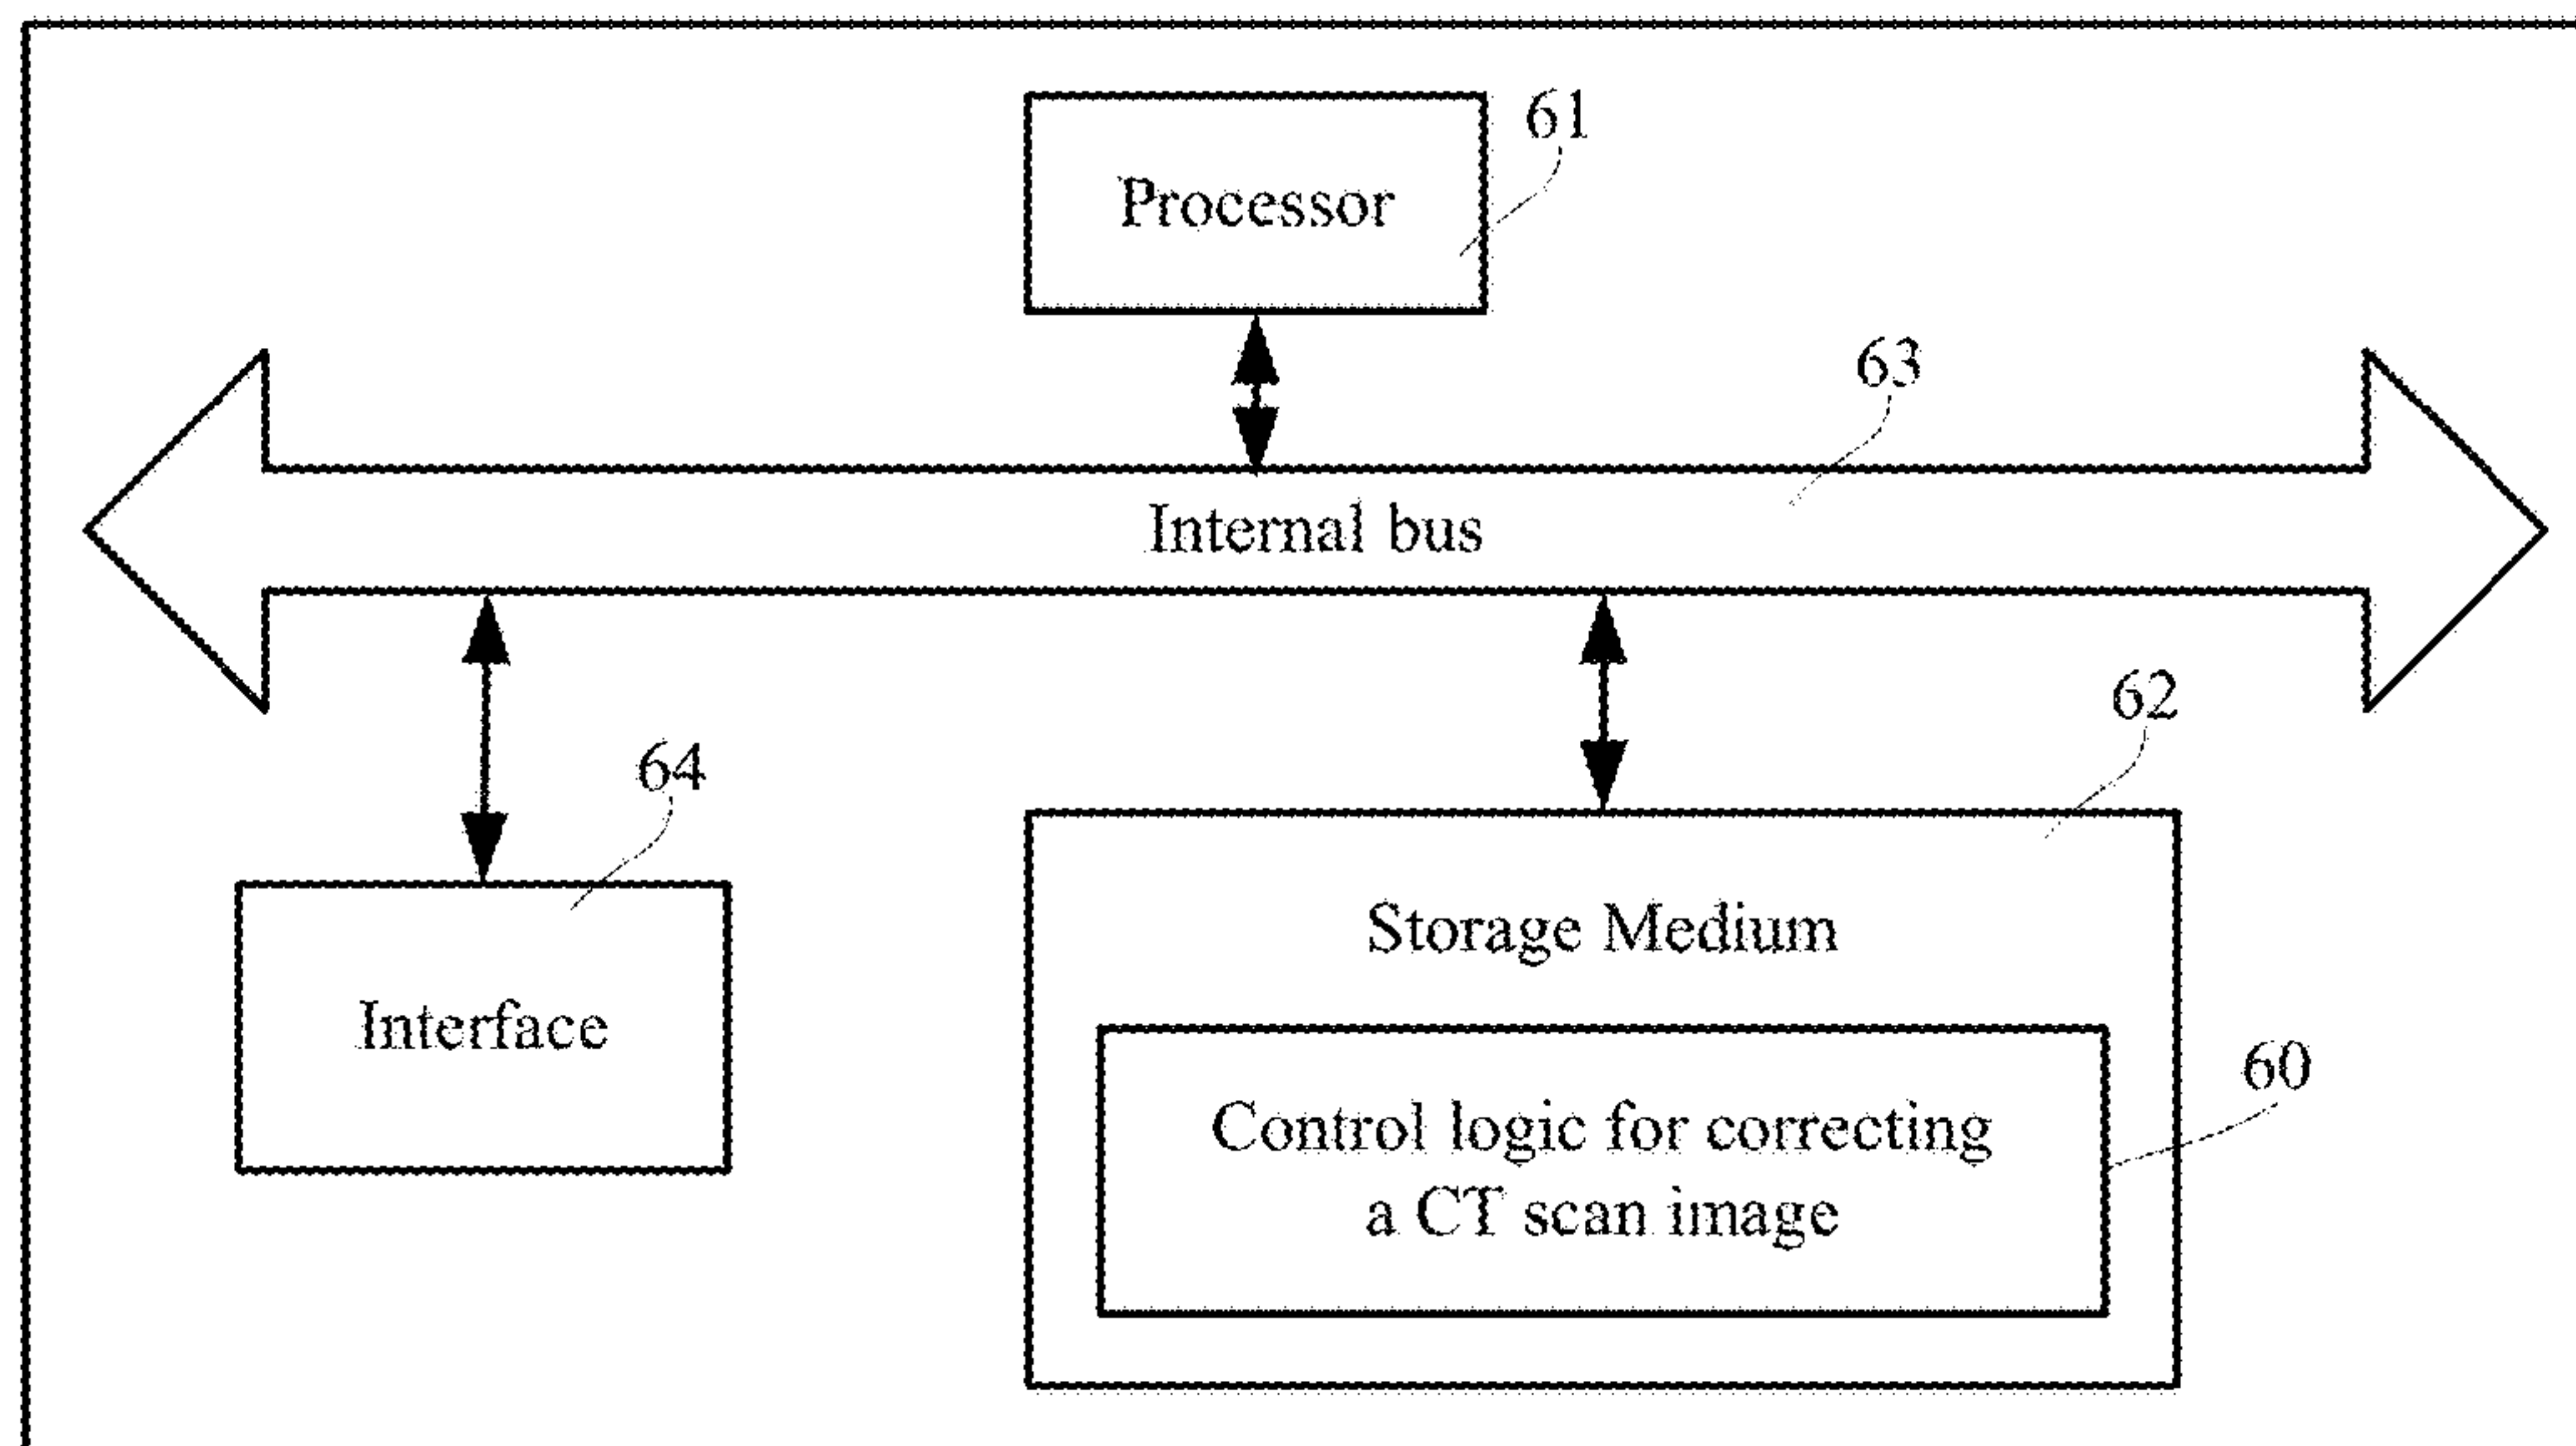 61
Processor
63
Internal bus
62
64
Storage Medium
Interface
60
Control logic for correcting
a CT scan image